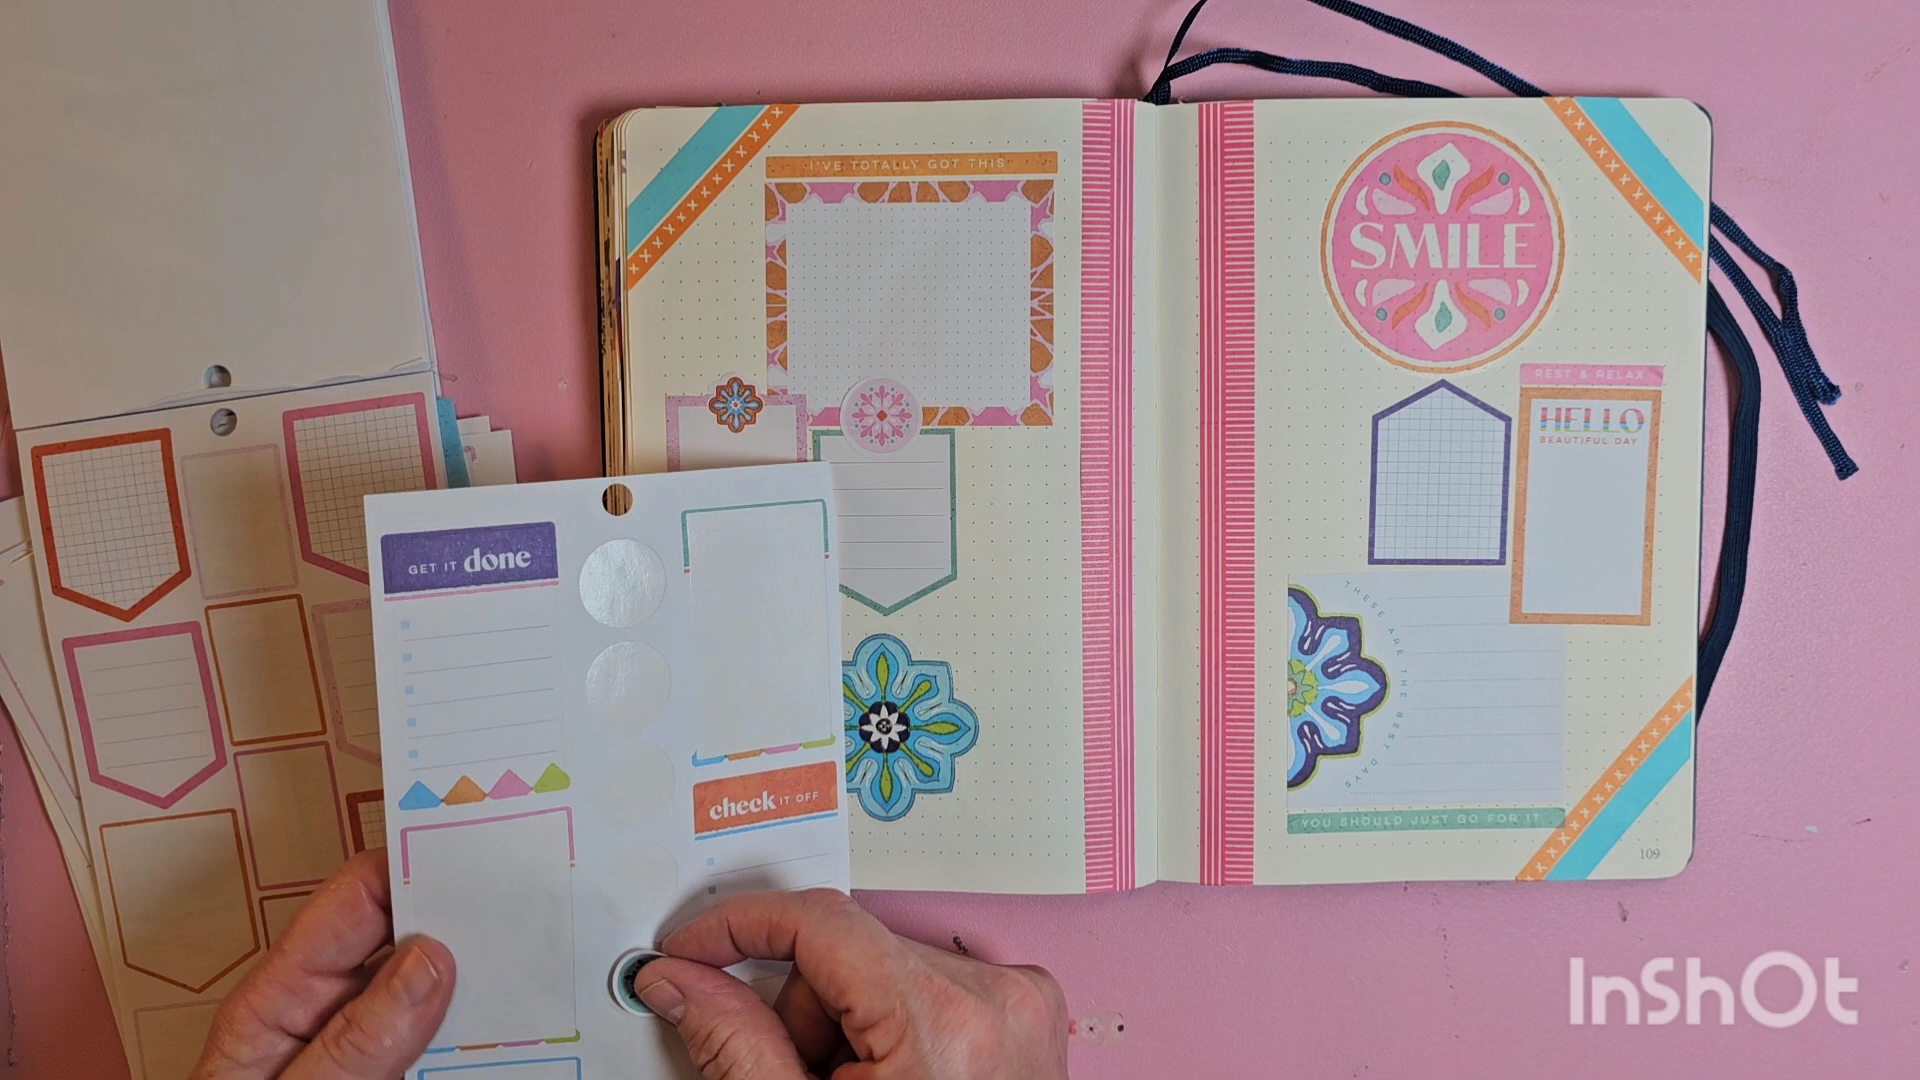 I'VE TOTALLY GOT THIS
SMILE
REST & RELAX
HELLO
BEAUTIFUL DAY
GET IT done
check IT OFF
THESE ARE THE BEST DAYS
YOU SHOULD JUST GO FOR IT
109
InShOt